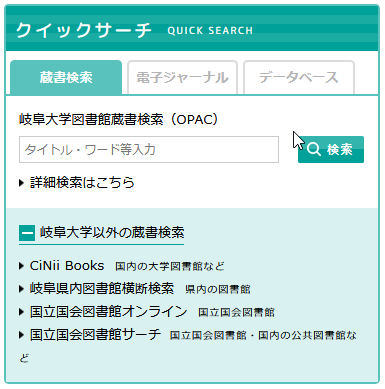 クイックサーチ QUICK SEARCH
蔵書検索 電子ジャーナル データベース
岐阜大学図書館蔵書検索（OPAC）
タイトル・ワード等入力 検索
詳細検索はこちら
岐阜大学以外の蔵書検索
CiNii Books 国内の大学図書館など
岐阜県内図書館横断検索 県内の図書館
国立国会図書館オンライン 国立国会図書館
国立国会図書館サーチ 国立国会図書館・国内の公共図書館な
ど